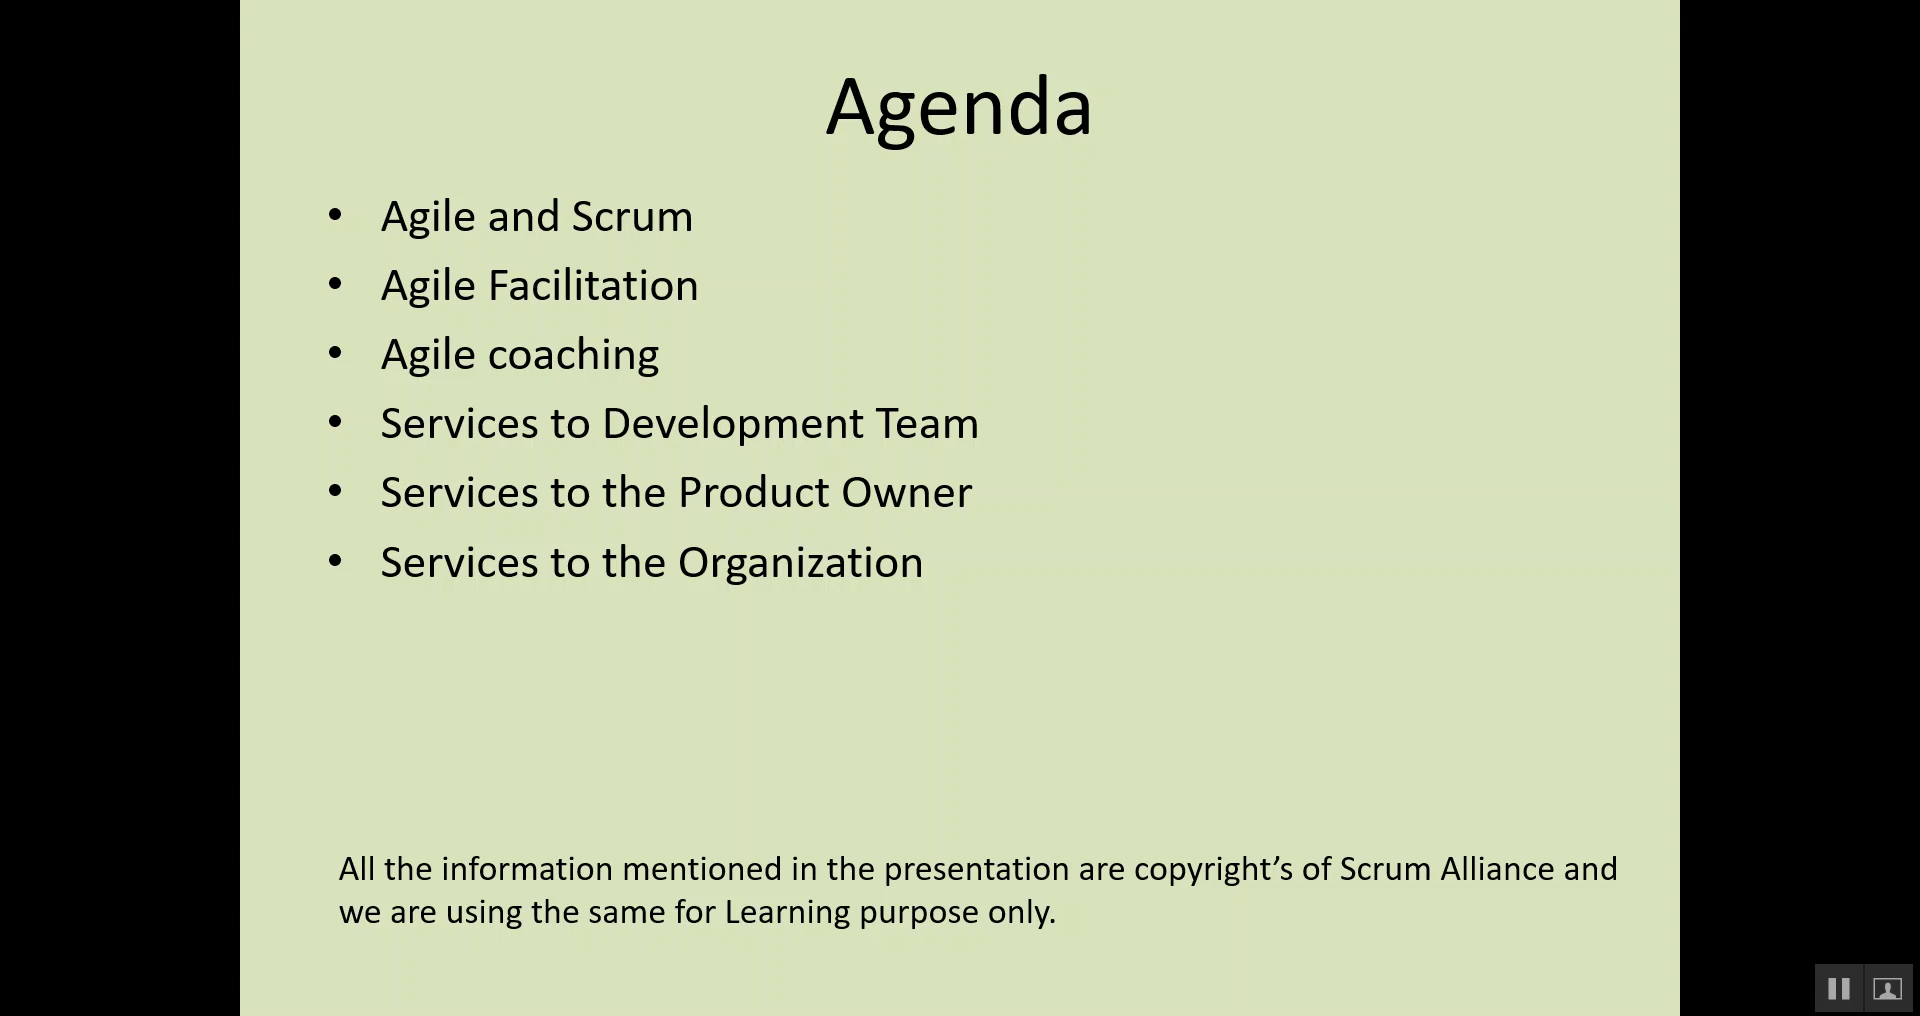 Agenda
• Agile and Scrum
• Agile Facilitation
• Agile coaching
• Services to Development Team
• Services to the Product Owner
• Services to the Organization
All the information mentioned in the presentation are copyright’s of Scrum Alliance and
we are using the same for Learning purpose only.